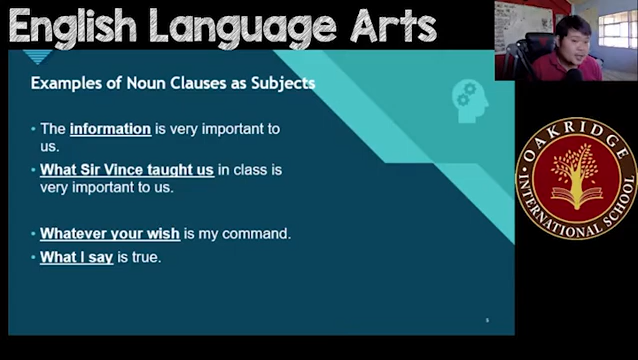 English Language Arts
Examples of Noun Clauses as Subjects
• The information is very important to
us.
• What Sir Vince taught us in class is
very important to us.
• Whatever your wish is my command.
• What I say is true.
OAKRIDGE
INTERNATIONAL SCHOOL